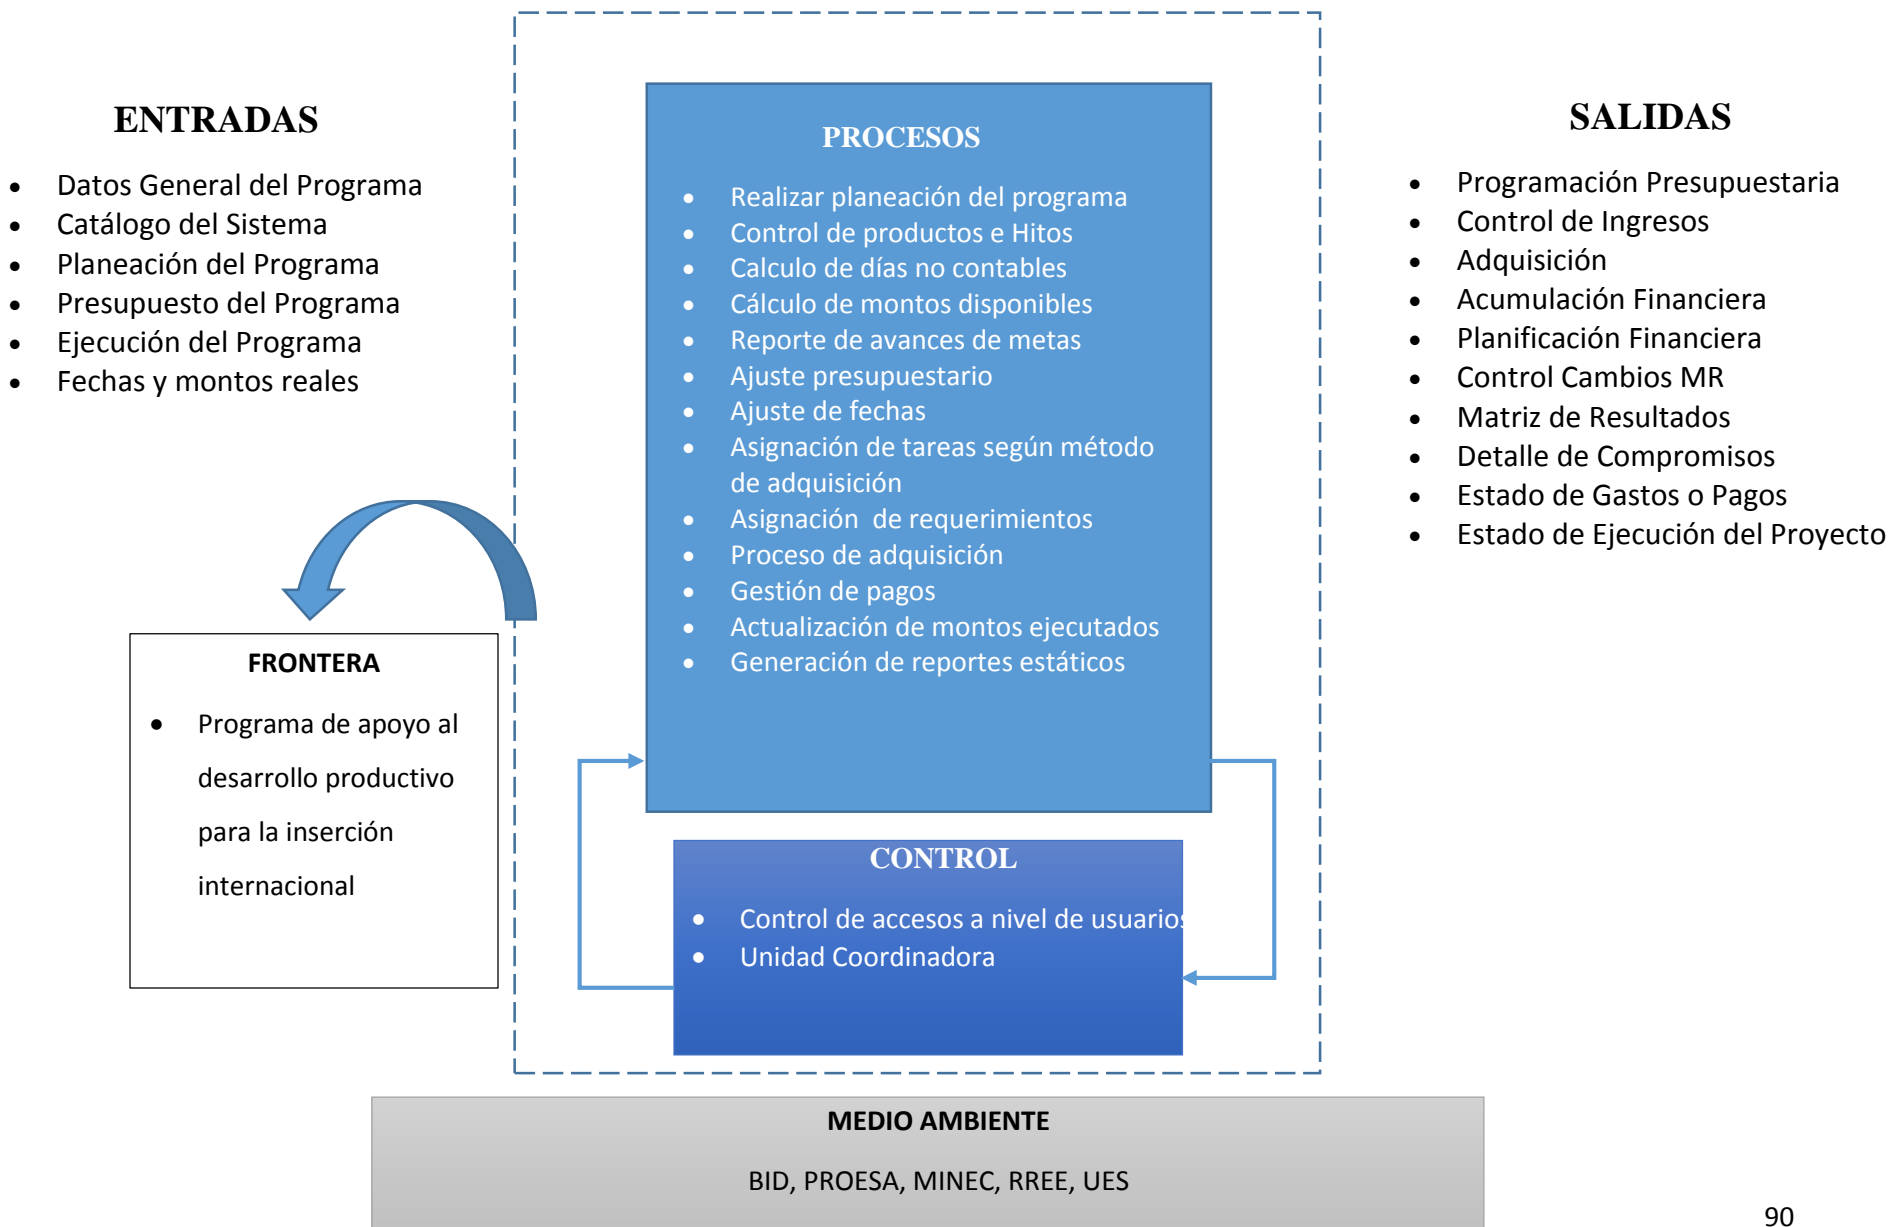 ENTRADAS
• Datos General del Programa
• Catálogo del Sistema
• Planeación del Programa
• Presupuesto del Programa
• Ejecución del Programa
• Fechas y montos reales
PROCESOS
• Realizar planeación del programa
• Control de productos e Hitos
• Calculo de días no contables
• Cálculo de montos disponibles
• Reporte de avances de metas
• Ajuste presupuestario
• Ajuste de fechas
• Asignación de tareas según método
de adquisición
• Asignación de requerimientos
• Proceso de adquisición
• Gestión de pagos
• Actualización de montos ejecutados
• Generación de reportes estáticos
SALIDAS
• Programación Presupuestaria
• Control de Ingresos
• Adquisición
• Acumulación Financiera
• Planificación Financiera
• Control Cambios MR
• Matriz de Resultados
• Detalle de Compromisos
• Estado de Gastos o Pagos
• Estado de Ejecución del Proyecto
FRONTERA
• Programa de apoyo al
desarrollo productivo
para la inserción
internacional
CONTROL
• Control de accesos a nivel de usuarios
• Unidad Coordinadora
MEDIO AMBIENTE
BID, PROESA, MINEC, RREE, UES
90